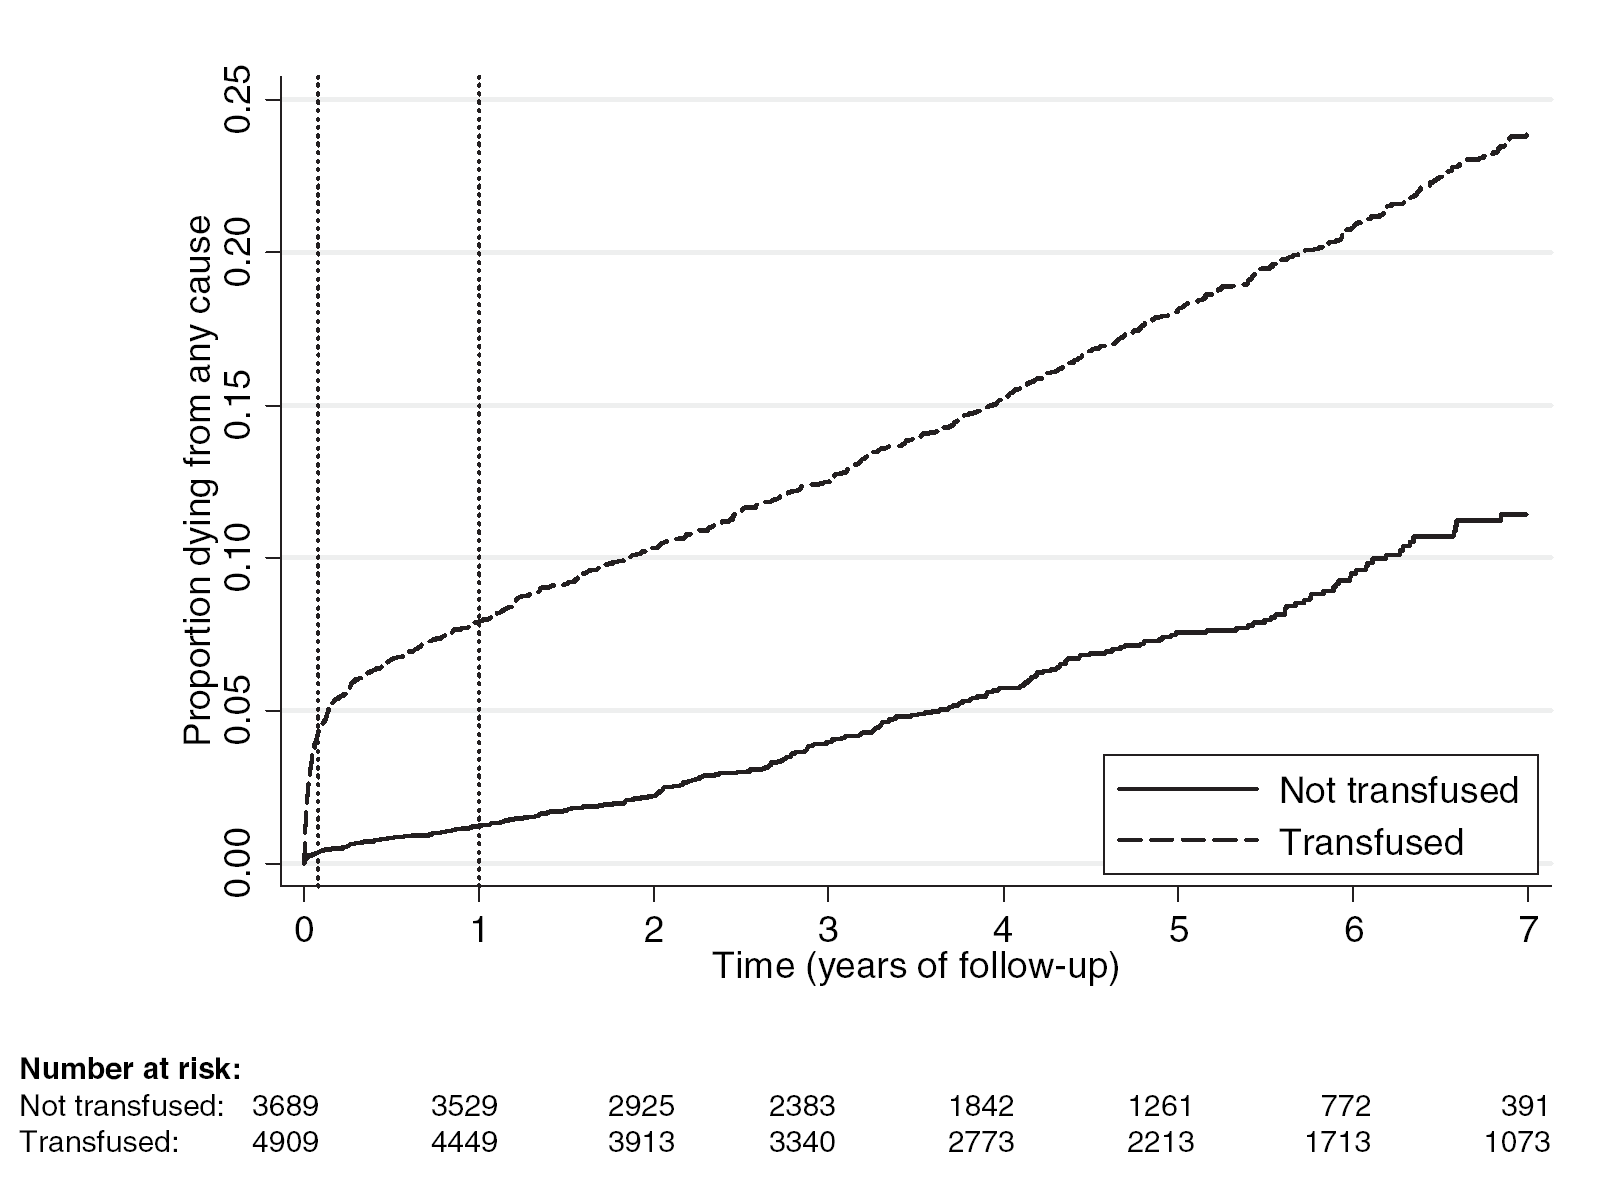 Proportion dying from any cause
0.25
0.20
0.15
0.10
0.05
0.00
Not transfused
Transfused
0 1 2 3 4 5 6 7
Time (years of follow-up)
Number at risk:
Not transfused: 3689 3529 2925 2383 1842 1261 772 391
Transfused: 4909 4449 3913 3340 2773 2213 1713 1073